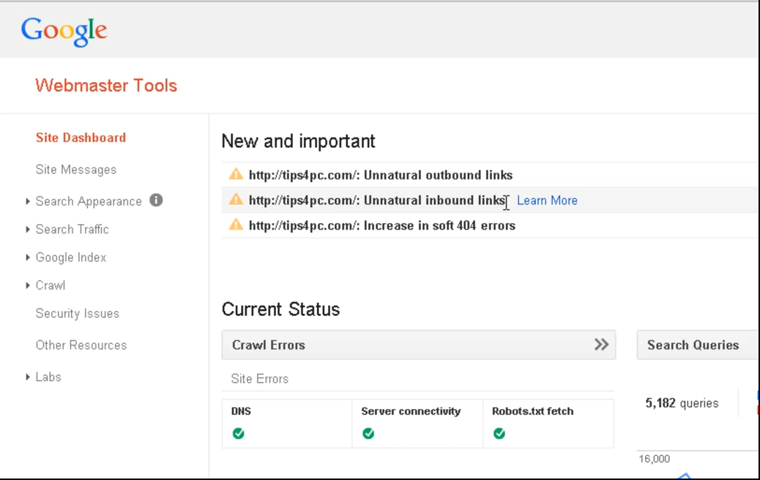 Google
Webmaster Tools
Site Dashboard
Site Messages
Search Appearance
Search Traffic
Google Index
Crawl
Security Issues
Other Resources
Labs
New and important
http://tips4pc.com/: Unnatural outbound links
http://tips4pc.com/: Unnatural inbound links Learn More
http://tips4pc.com/: Increase in soft 404 errors
Current Status
Crawl Errors
Site Errors
DNS Server connectivity Robots.txt fetch
Search Queries
5,182 queries
16,000